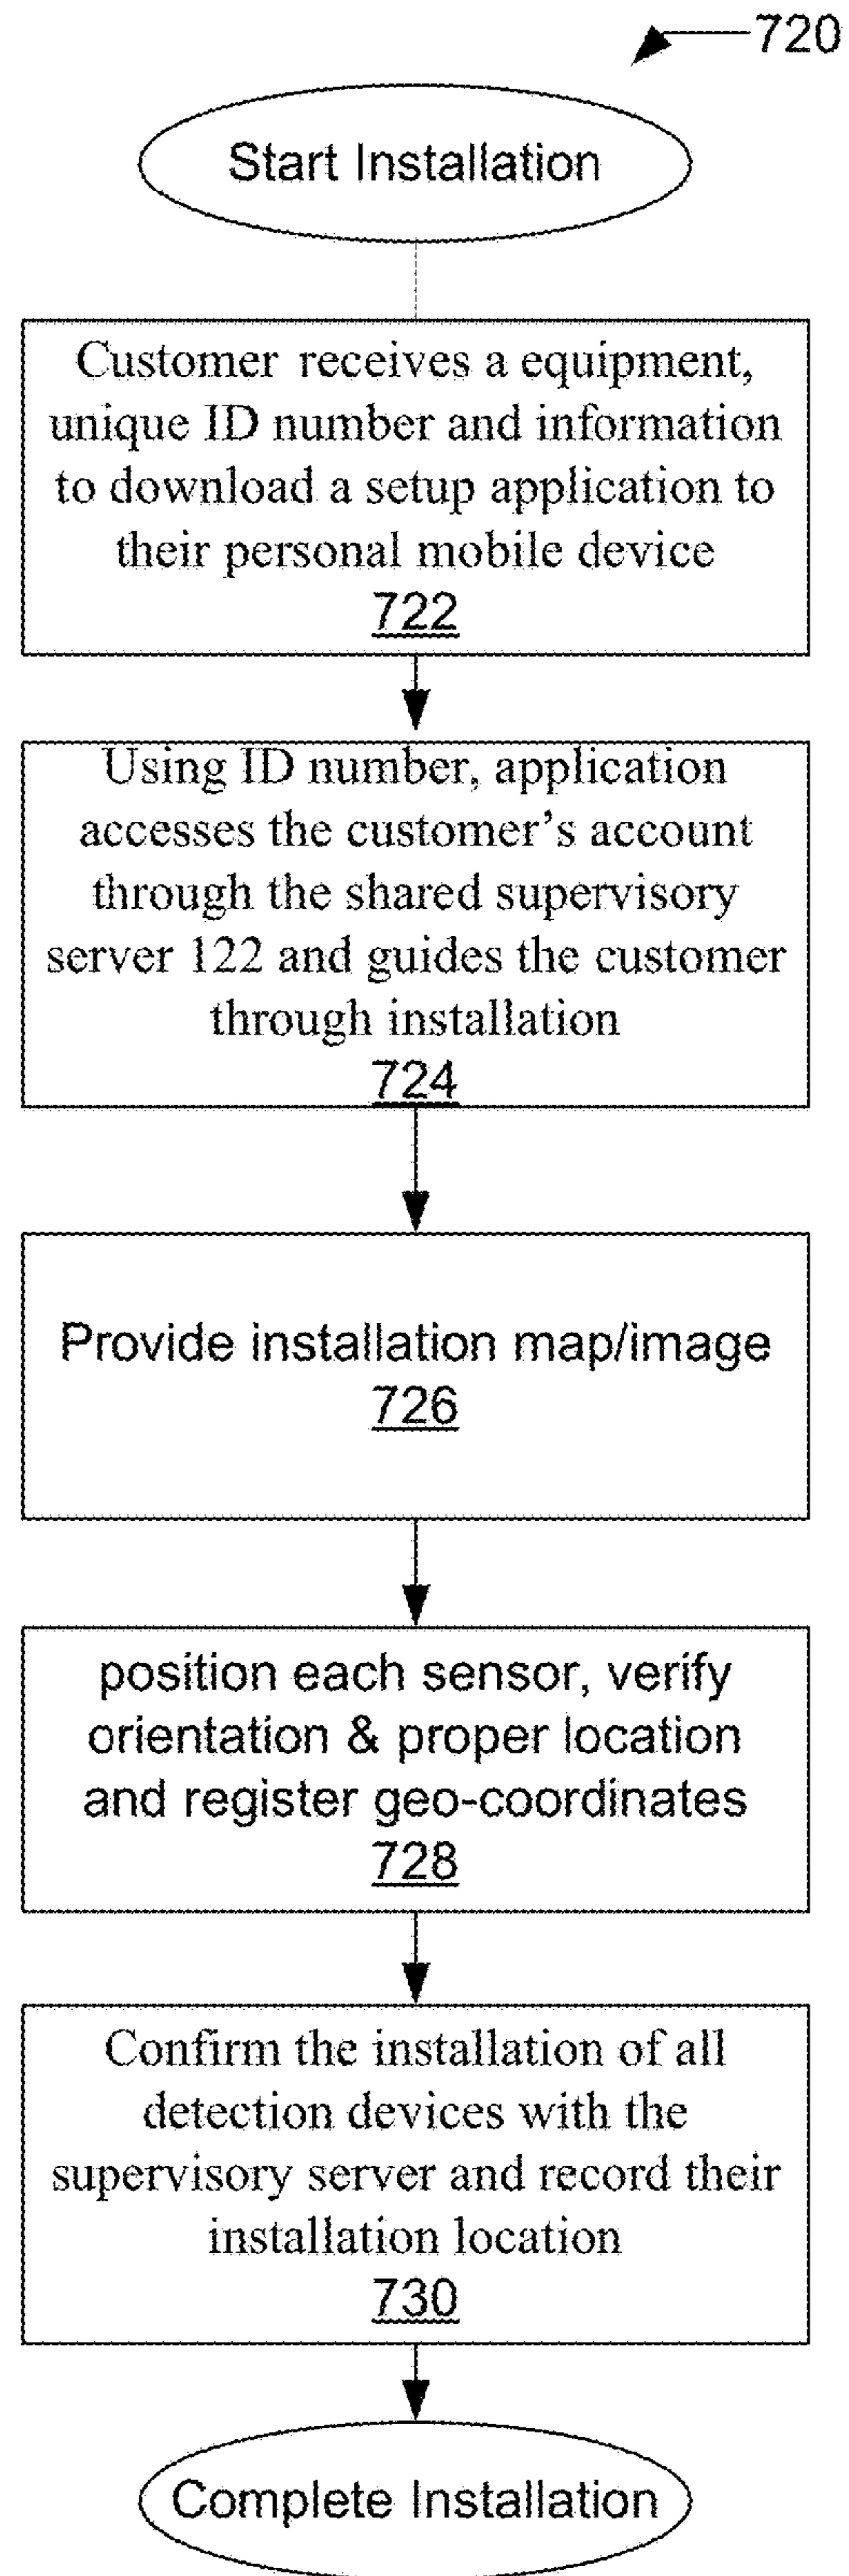 720
Start Installation
Customer receives a equipment,
unique ID number and information
to download a setup application to
their personal mobile device
722
Using ID number, application
accesses the customer’s account
through the shared supervisory
server 122 and guides the customer
through installation
724
Provide installation map/image
726
position each sensor, verify
orientation & proper location
and register geo-coordinates
728
Confirm the installation of all
detection devices with the
supervisory server and record their
installation location
730
Complete Installation